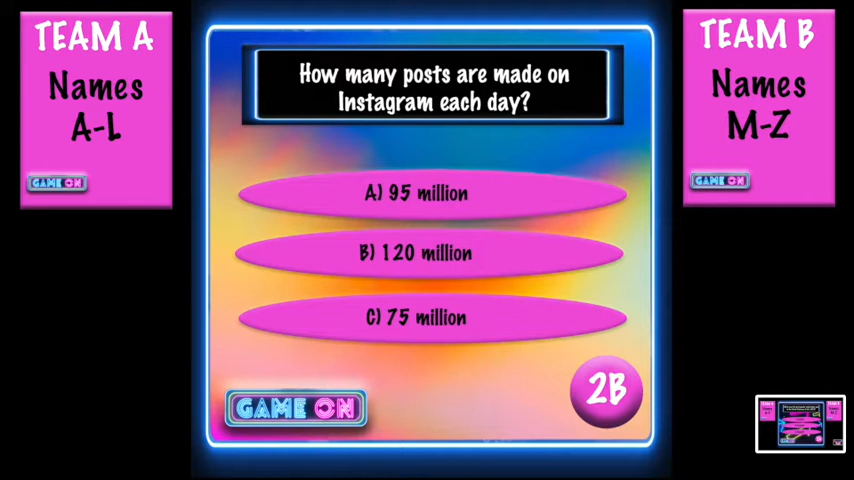 TEAM A
Names
A-L
GAME ON
How many posts are made on
Instagram each day?
A) 95 million
B) 120 million
C) 75 million
GAME ON
2B
TEAM B
Names
M-Z
GAME ON